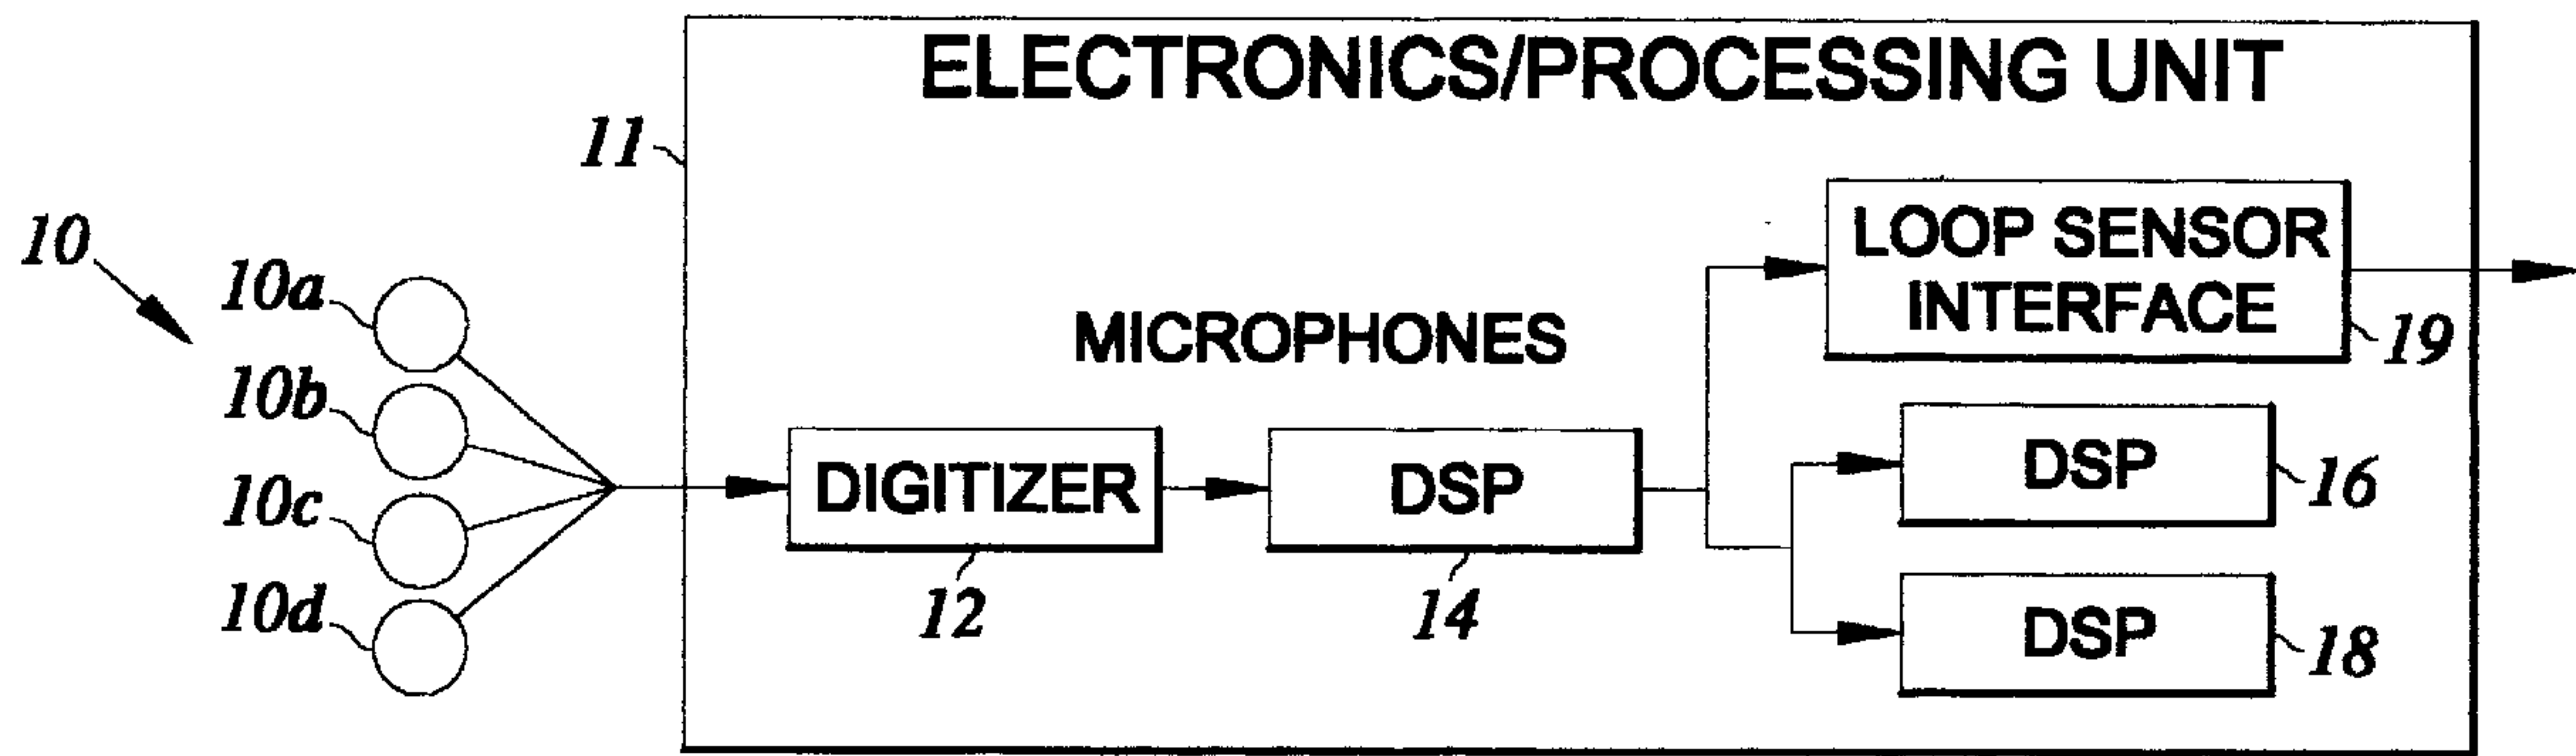 ELECTRONICS/PROCESSING UNIT
11
10
10a
10b
10c
10d
MICROPHONES
LOOP SENSOR
INTERFACE
19
DIGITIZER
12
DSP
14
DSP
16
DSP
18